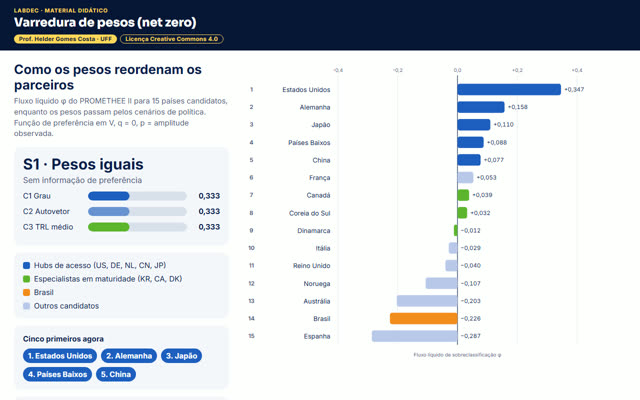 LABDEC · MATERIAL DIDÁTICO
Varredura de pesos (net zero)
Prof. Helder Gomes Costa · UFF
Licença Creative Commons 4.0
Como os pesos reordenam os
parceiros
Fluxo líquido φ do PROMETHEE II para 15 países candidatos,
enquanto os pesos passam pelos cenários de política.
Função de preferência em V, q = 0, p = amplitude
observada.
S1 · Pesos iguais
Sem informação de preferência
C1 Grau 0,333
C2 Autovetor 0,333
C3 TRL médio 0,333
Hubs de acesso (US, DE, NL, CN, JP)
Especialistas em maturidade (KR, CA, DK)
Brasil
Outros candidatos
Cinco primeiros agora
1. Estados Unidos 2. Alemanha 3. Japão
4. Países Baixos 5. China
−0,4 −0,2 0,0 +0,2 +0,4
1 Estados Unidos +0,347
2 Alemanha +0,158
3 Japão +0,110
4 Países Baixos +0,088
5 China +0,077
6 França +0,053
7 Canadá +0,039
8 Coreia do Sul +0,032
9 Dinamarca −0,012
10 Itália −0,029
11 Reino Unido −0,040
12 Noruega −0,107
13 Austrália −0,203
14 Brasil −0,226
15 Espanha −0,287
Fluxo líquido de sobreclassificação φ